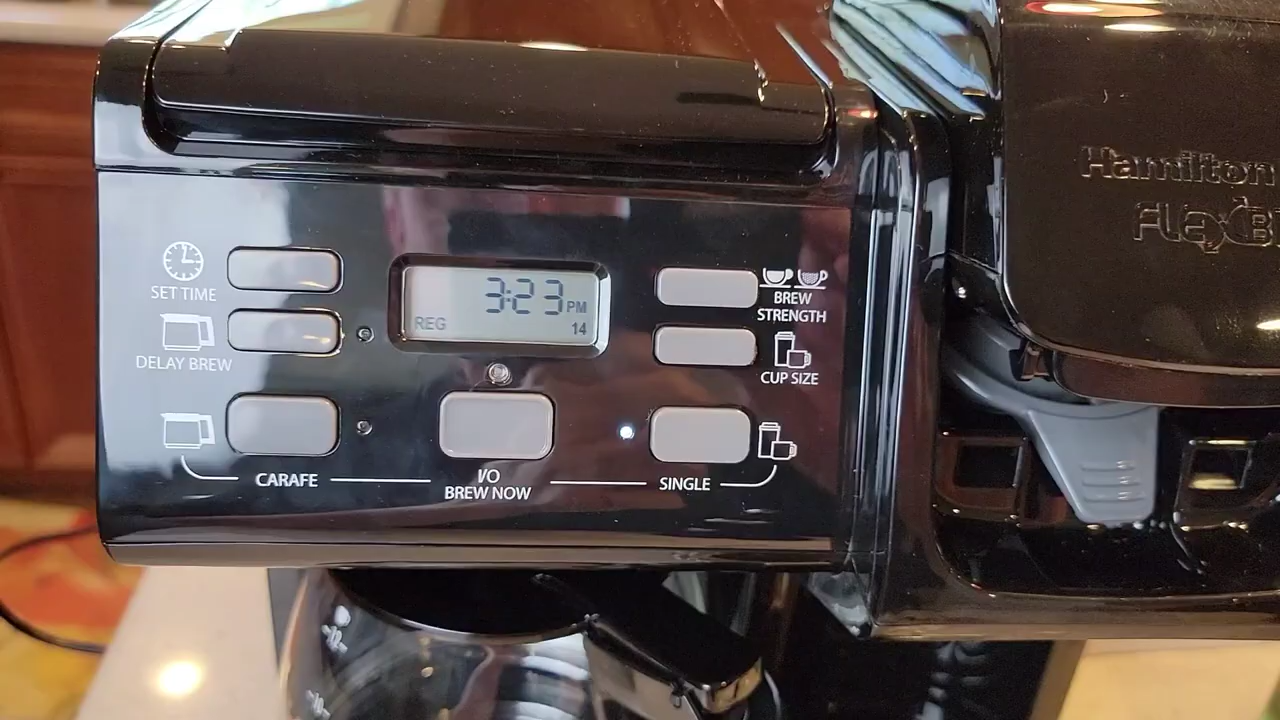 Hamilton
SET TIME
DELAY BREW
3:23 PM
REG
14
BREW
STRENGTH
CUP SIZE
CARAFE
I/O
BREW NOW
SINGLE